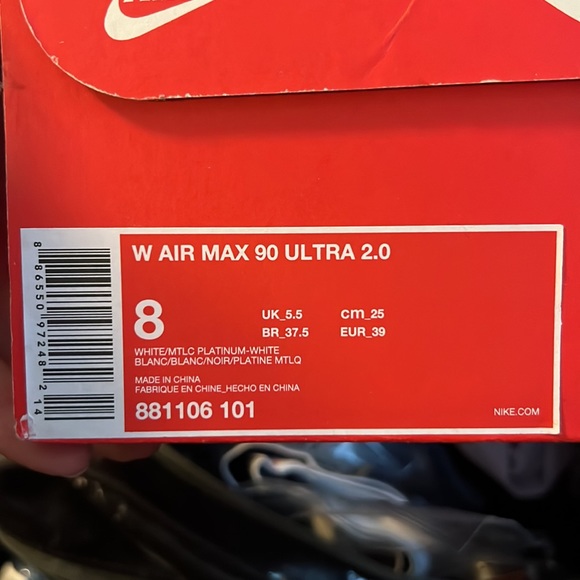 W AIR MAX 90 ULTRA 2.0
8
UK_5.5 cm_25
BR_37.5 EUR_39
WHITE/MTLC PLATINUM-WHITE
BLANC/BLANC/NOIR/PLATINE MTLQ
MADE IN CHINA
FABRIQUE EN CHINE_HECHO EN CHINA
881106 101
NIKE.COM
8 86550 97248 2 14